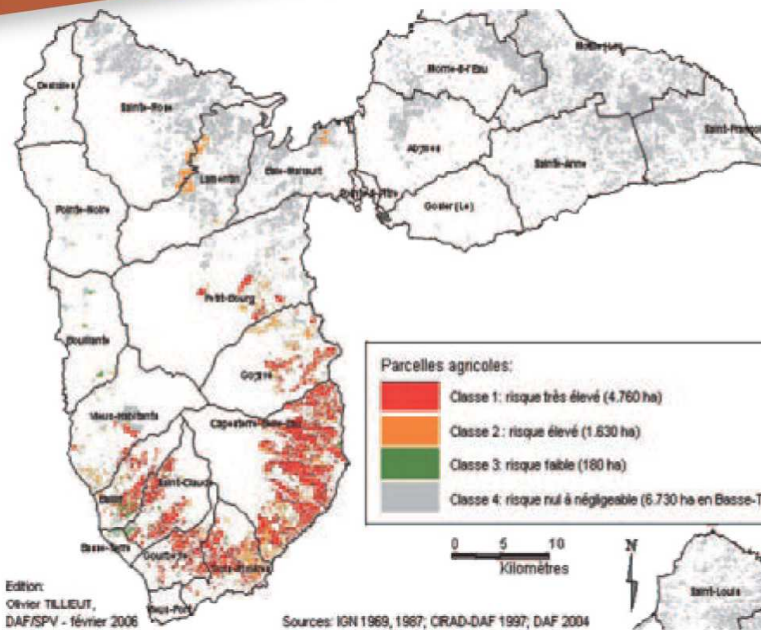 Morne-à-l'Eau
Deshaies
Sainte-Rose
Saint-François
Abymes
Sainte-Anne
Lamentin
Baie-Mahault
Pointe-à-Pitre
Gosier (Le)
Pointe-Noire
Petit-Bourg
Bouillante
Goyave
Vieux-Habitants
Saint-Claude
Basse-Terre
Gourbeyre
Trois-Rivières
Vieux-Fort
Parcelles agricoles:
Classe 1: risque très élevé (4.760 ha)
Classe 2 : risque élevé (1.630 ha)
Classe 3: risque faible (180 ha)
Classe 4: risque nul à négligeable (6.730 ha en Basse-T
0 5 10
Kilomètres
N
Saint-Louis
Edition:
Olivier TILLIEUT,
DAF/SPV - février 2006
Sources: IGN 1969, 1987; CIRAD-DAF 1997; DAF 2004